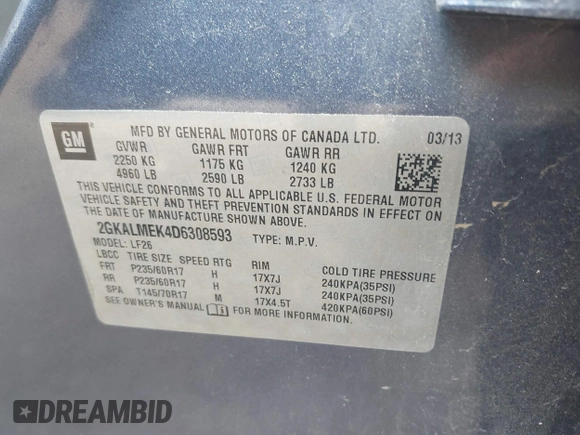 GM
MFD BY GENERAL MOTORS OF CANADA LTD. 03/13
GVWR GAWR FRT GAWR RR
2250 KG 1175 KG 1240 KG
4960 LB 2590 LB 2733 LB
THIS VEHICLE CONFORMS TO ALL APPLICABLE U.S. FEDERAL MOTOR
VEHICLE SAFETY AND THEFT PREVENTION STANDARDS IN EFFECT ON
THE DATE OF MANUFACTURE SHOWN ABOVE.
2GKALMEK4D6308593 TYPE: M.P.V.
MODEL: LF26
LBCC TIRE SIZE SPEED RTG RIM COLD TIRE PRESSURE
FRT P235/60R17 H 17X7J 240KPA(35PSI)
RR P235/60R17 H 17X7J 240KPA(35PSI)
SPA T145/70R17 M 17X4.5T 420KPA(60PSI)
SEE OWNER'S MANUAL FOR MORE INFORMATION.
DREAMBID